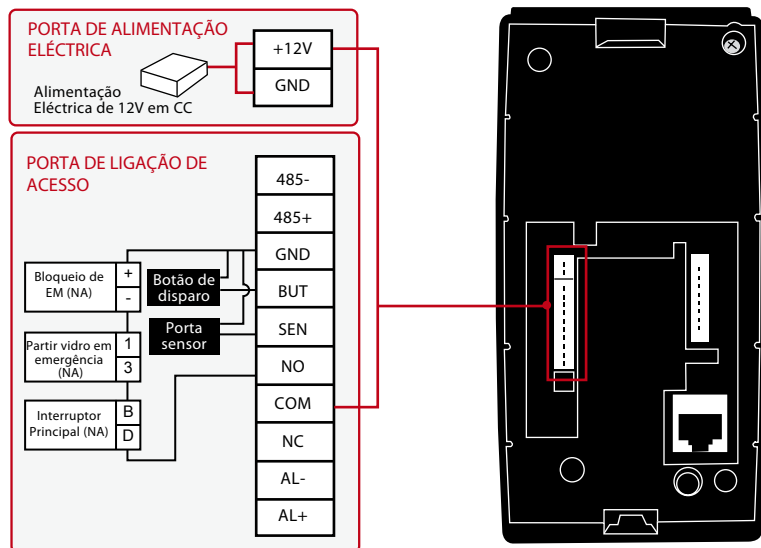 PORTA DE ALIMENTAÇÃO
ELÉCTRICA
+12V
GND
Alimentação
Eléctrica de 12V em CC
PORTA DE LIGAÇÃO DE
ACESSO
485-
485+
GND
BUT
SEN
NO
COM
NC
AL-
AL+
Bloqueio de
EM (NA)
+
-
Botão de
disparo
Porta
sensor
Partir vidro em
emergência
(NA)
1
3
Interruptor
Principal (NA)
B
D